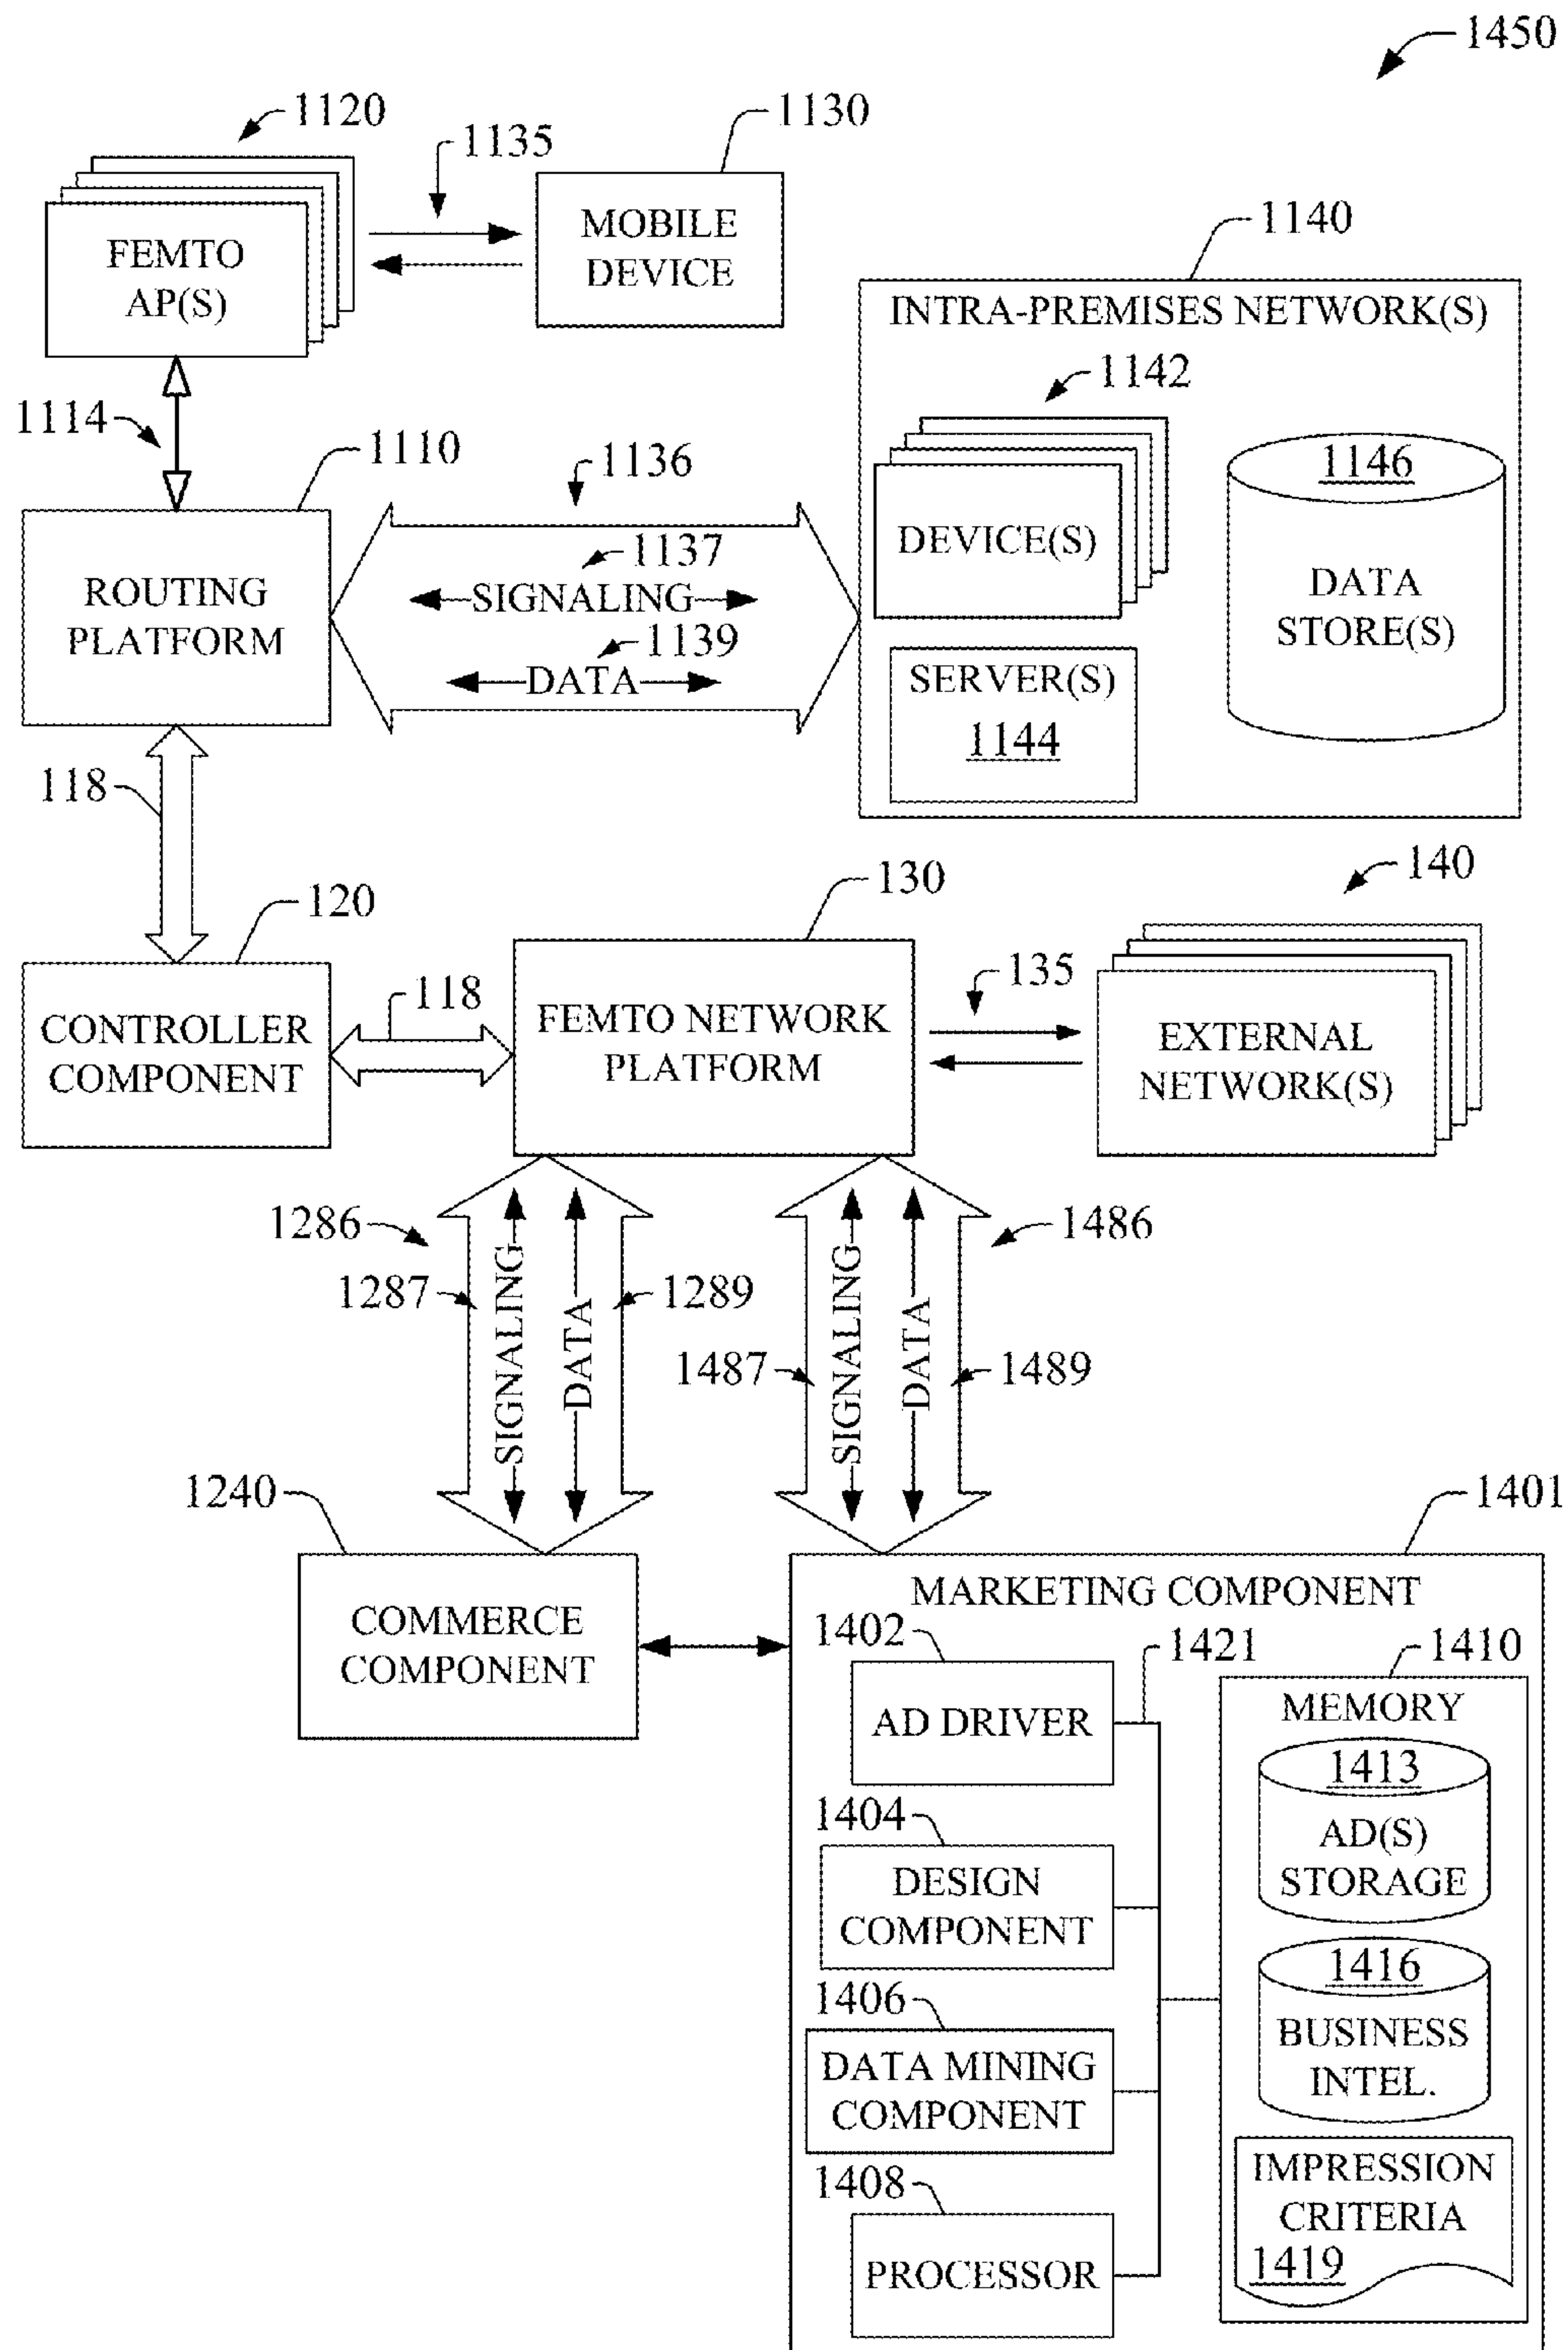 1450
1120
1135
1130
FEMTO
AP(S)
MOBILE
DEVICE
1140
INTRA-PREMISES NETWORK(S)
1142
1114
1110
1136
1146
DEVICE(S)
1137
SIGNALING
ROUTING
PLATFORM
DATA
STORE(S)
1139
DATA
SERVER(S)
1144
118
120
130
140
118
135
CONTROLLER
COMPONENT
FEMTO NETWORK
PLATFORM
EXTERNAL
NETWORK(S)
1286
1486
1287
SIGNALING
DATA
1289
1487
SIGNALING
DATA
1489
1240
1401
COMMERCE
COMPONENT
MARKETING COMPONENT
1402
1421
1410
AD DRIVER
MEMORY
1413
AD(S)
STORAGE
1404
DESIGN
COMPONENT
1416
BUSINESS
INTEL.
1406
DATA MINING
COMPONENT
IMPRESSION
CRITERIA
1419
1408
PROCESSOR